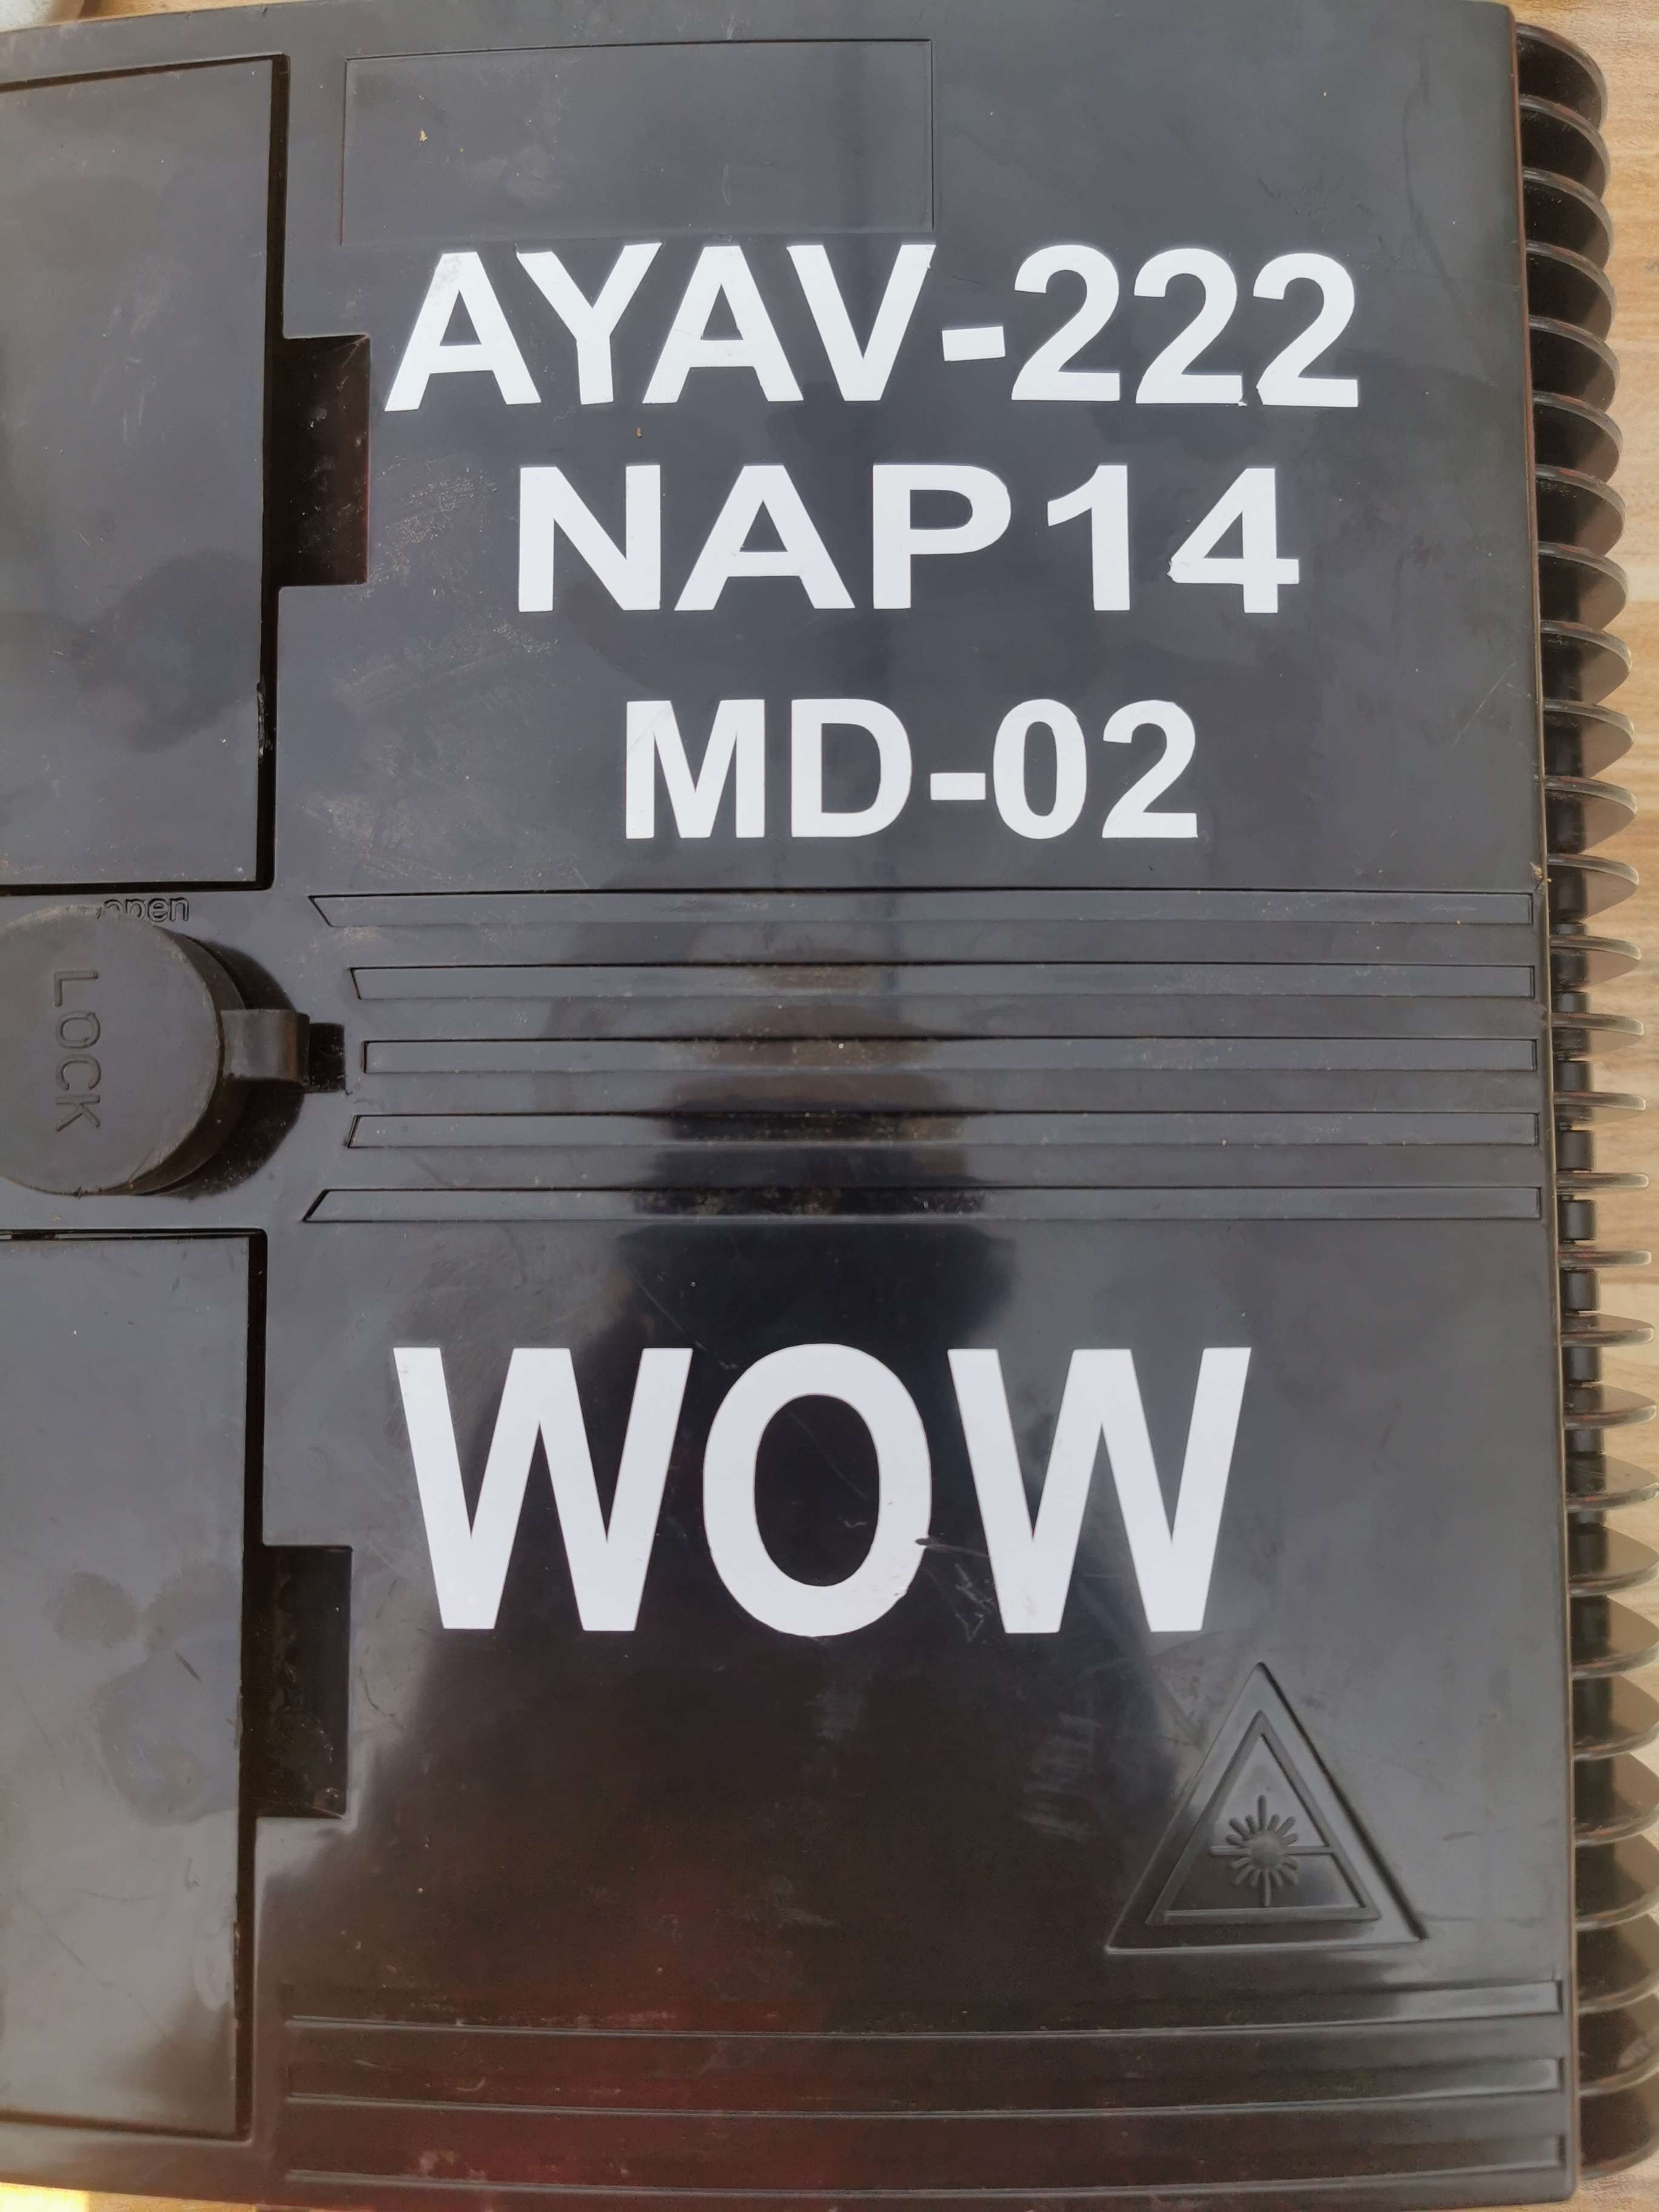 AYAV-222
NAP14
MD-02
open
LOCK
WOW